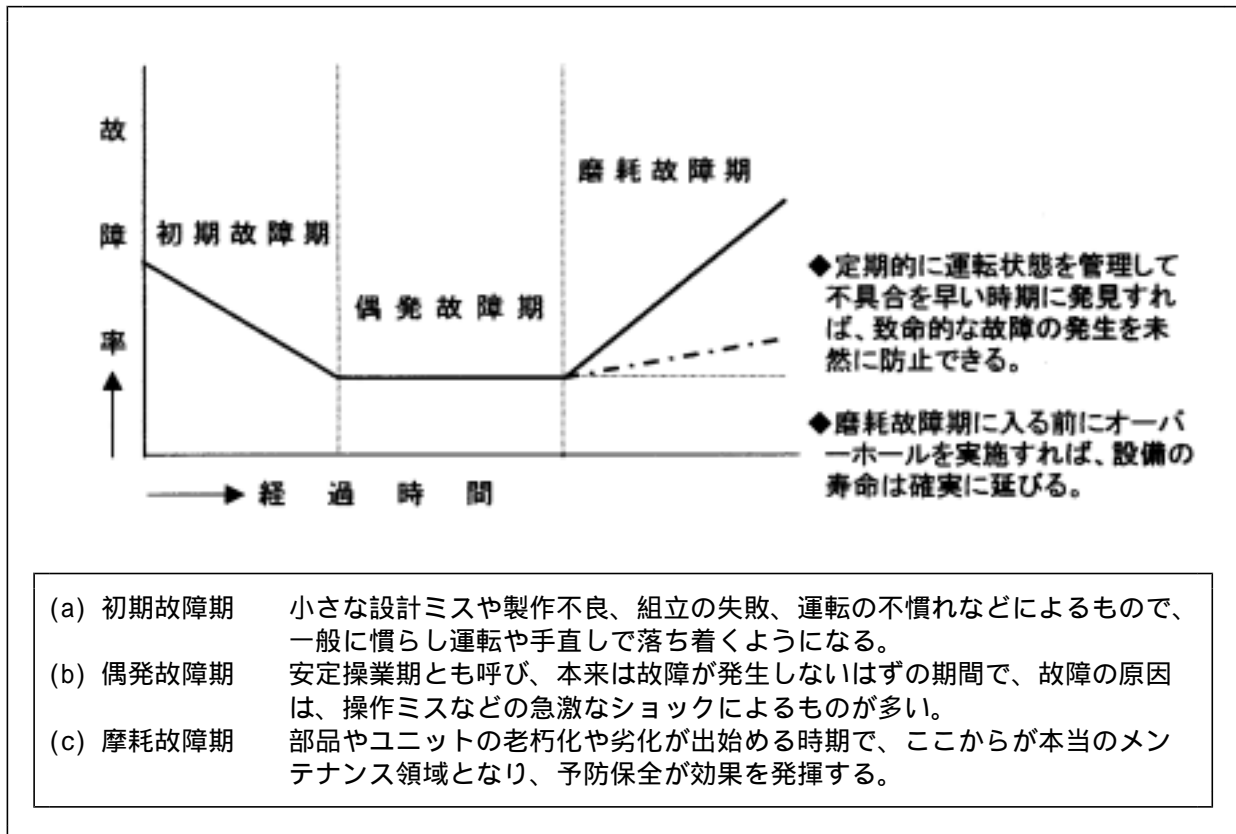 故障率
初期故障期
偶発故障期
磨耗故障期
経過時間
◆定期的に運転状態を管理して
不具合を早い時期に発見すれ
ば、致命的な故障の発生を未
然に防止できる。
◆磨耗故障期に入る前にオーバ
ーホールを実施すれば、設備の
寿命は確実に延びる。
(a) 初期故障期 小さな設計ミスや製作不良、組立の失敗、運転の不慣れなどによるもので、
一般に慣らし運転や手直しで落ち着くようになる。
(b) 偶発故障期 安定操業期とも呼び、本来は故障が発生しないはずの期間で、故障の原因
は、操作ミスなどの急激なショックによるものが多い。
(c) 摩耗故障期 部品やユニットの老朽化や劣化が出始める時期で、ここからが本当のメン
テナンス領域となり、予防保全が効果を発揮する。